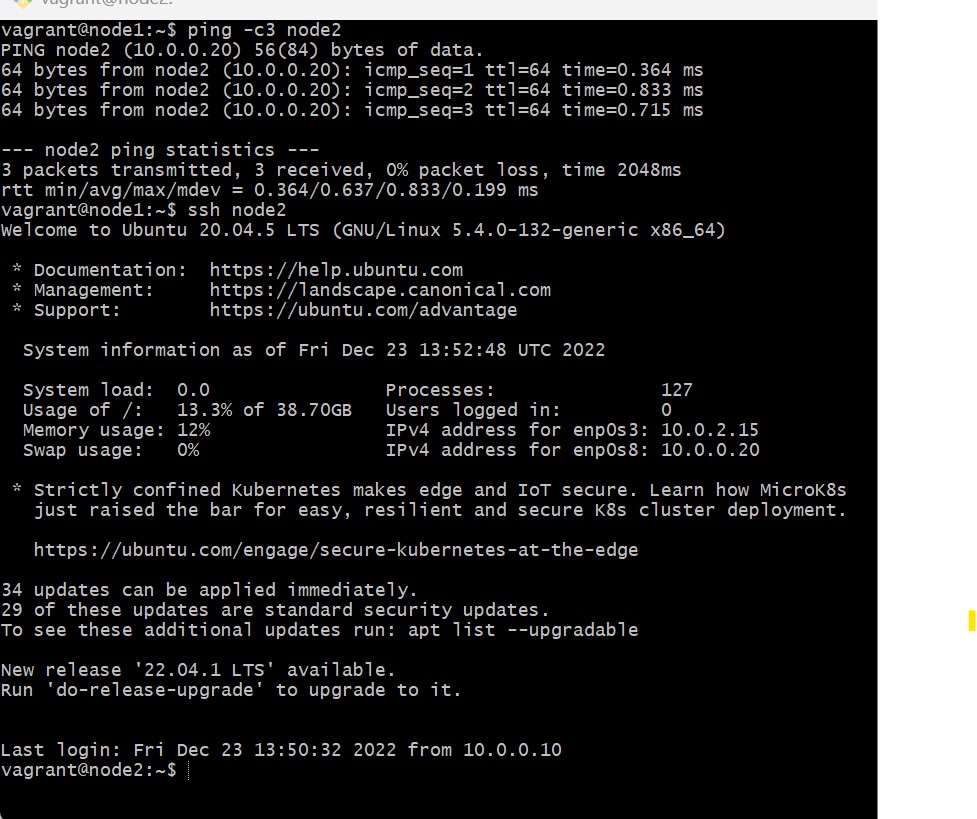 vagrant@node2:
vagrant@node1:~$ ping -c3 node2
PING node2 (10.0.0.20) 56(84) bytes of data.
64 bytes from node2 (10.0.0.20): icmp_seq=1 ttl=64 time=0.364 ms
64 bytes from node2 (10.0.0.20): icmp_seq=2 ttl=64 time=0.833 ms
64 bytes from node2 (10.0.0.20): icmp_seq=3 ttl=64 time=0.715 ms
--- node2 ping statistics ---
3 packets transmitted, 3 received, 0% packet loss, time 2048ms
rtt min/avg/max/mdev = 0.364/0.637/0.833/0.199 ms
vagrant@node1:~$ ssh node2
Welcome to Ubuntu 20.04.5 LTS (GNU/Linux 5.4.0-132-generic x86_64)
* Documentation:  https://help.ubuntu.com
* Management:     https://landscape.canonical.com
* Support:        https://ubuntu.com/advantage
System information as of Fri Dec 23 13:52:48 UTC 2022
System load:  0.0                Processes:               127
Usage of /:   13.3% of 38.70GB   Users logged in:         0
Memory usage: 12%                IPv4 address for enp0s3: 10.0.2.15
Swap usage:   0%                 IPv4 address for enp0s8: 10.0.0.20
* Strictly confined Kubernetes makes edge and IoT secure. Learn how MicroK8s
just raised the bar for easy, resilient and secure K8s cluster deployment.
https://ubuntu.com/engage/secure-kubernetes-at-the-edge
34 updates can be applied immediately.
29 of these updates are standard security updates.
To see these additional updates run: apt list --upgradable
New release '22.04.1 LTS' available.
Run 'do-release-upgrade' to upgrade to it.
Last login: Fri Dec 23 13:50:32 2022 from 10.0.0.10
vagrant@node2:~$